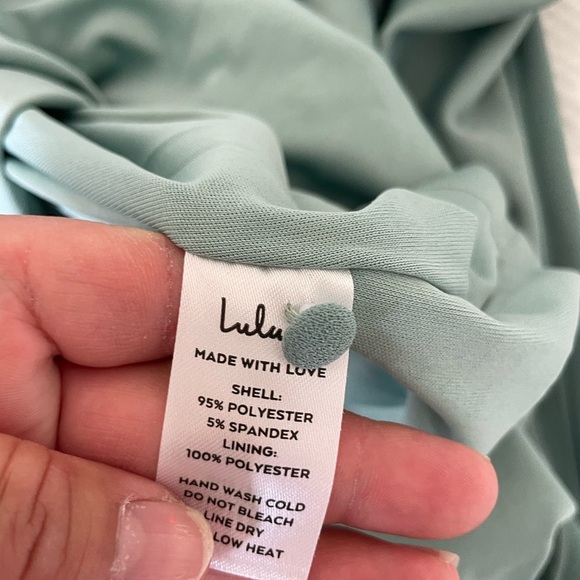 Lulu
MADE WITH LOVE
SHELL:
95% POLYESTER
5% SPANDEX
LINING:
100% POLYESTER
HAND WASH COLD
DO NOT BLEACH
LINE DRY
LOW HEAT